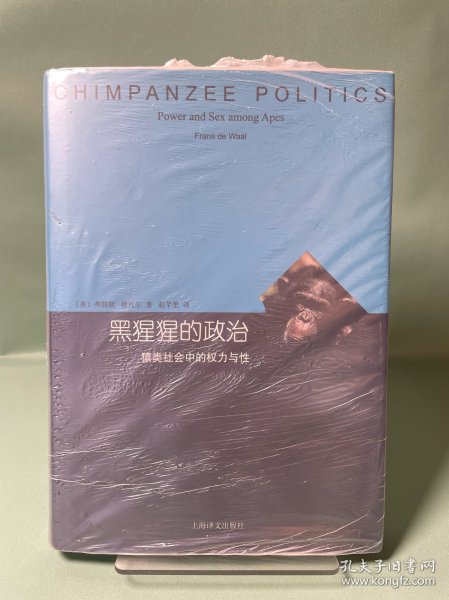 CHIMPANZEE POLITICS
Power and Sex among Apes
Frans de Waal
〔美〕弗朗斯·德瓦尔 著 赵芊里 译
黑猩猩的政治
猿类社会中的权力与性
上海译文出版社
孔夫子旧书网
www.kongfz.com